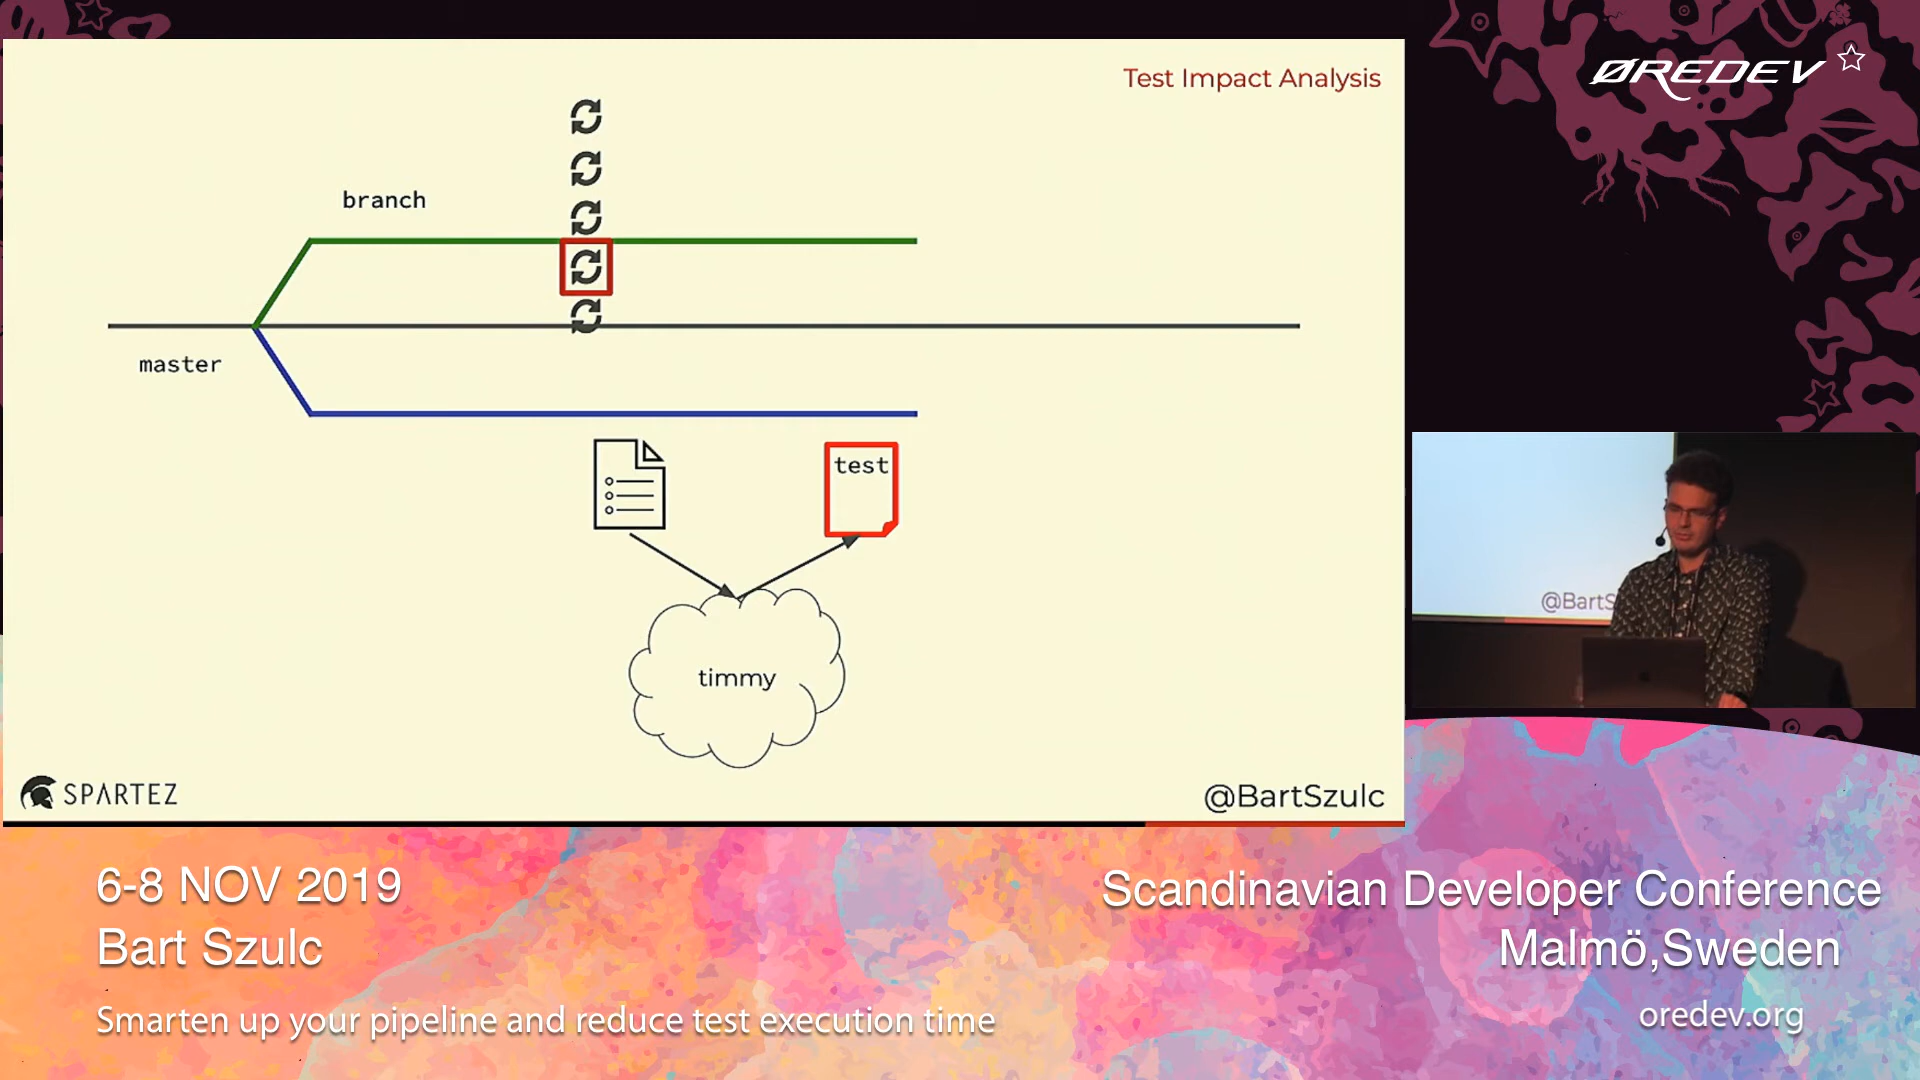 Test Impact Analysis
ØREDEV
branch
master
test
timmy
SPARTEZ
@BartSzulc
@BartS
6-8 NOV 2019
Bart Szulc
Smarten up your pipeline and reduce test execution time
Scandinavian Developer Conference
Malmö,Sweden
oredev.org